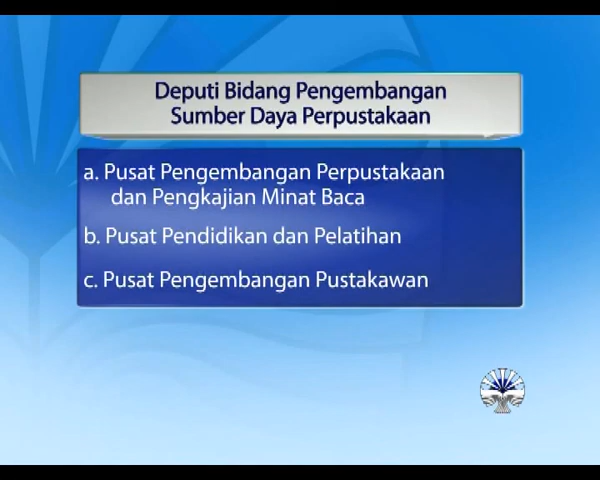 Deputi Bidang Pengembangan
Sumber Daya Perpustakaan
a. Pusat Pengembangan Perpustakaan
dan Pengkajian Minat Baca
b. Pusat Pendidikan dan Pelatihan
c. Pusat Pengembangan Pustakawan